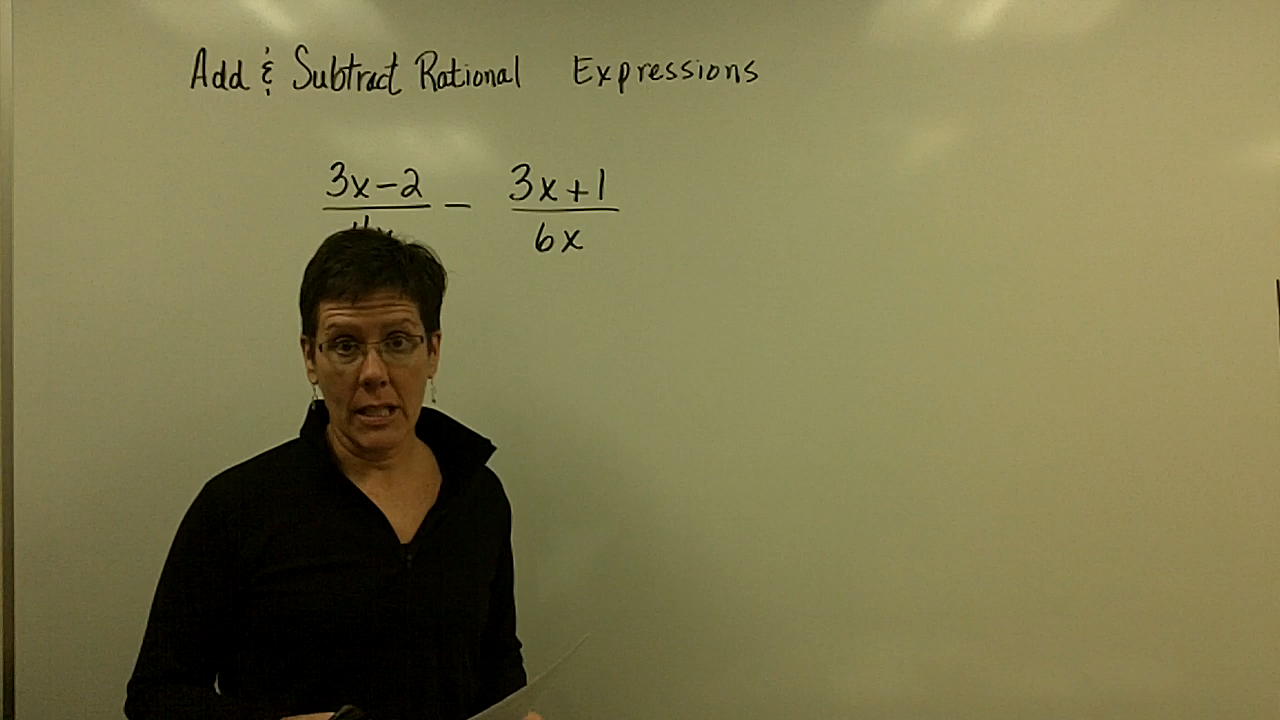 Add & Subtract Rational Expressions
3x-2 - 3x+1
6x